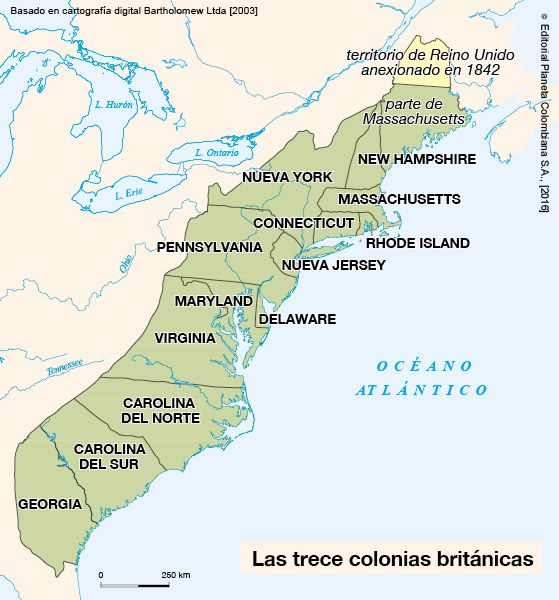 Basado en cartografía digital Bartholomew Ltda [2003]
© Editorial Planeta Colombiana S.A., [2016]
territorio de Reino Unido
anexionado en 1842
L. Hurón
parte de
Massachusetts
L. Ontario
NEW HAMPSHIRE
NUEVA YORK
L. Erie
MASSACHUSETTS
CONNECTICUT
RHODE ISLAND
PENNSYLVANIA
Ohio
NUEVA JERSEY
MARYLAND
DELAWARE
VIRGINIA
Tennessee
OCÉANO
ATLÁNTICO
CAROLINA
DEL NORTE
CAROLINA
DEL SUR
GEORGIA
Las trece colonias británicas
0 250 km